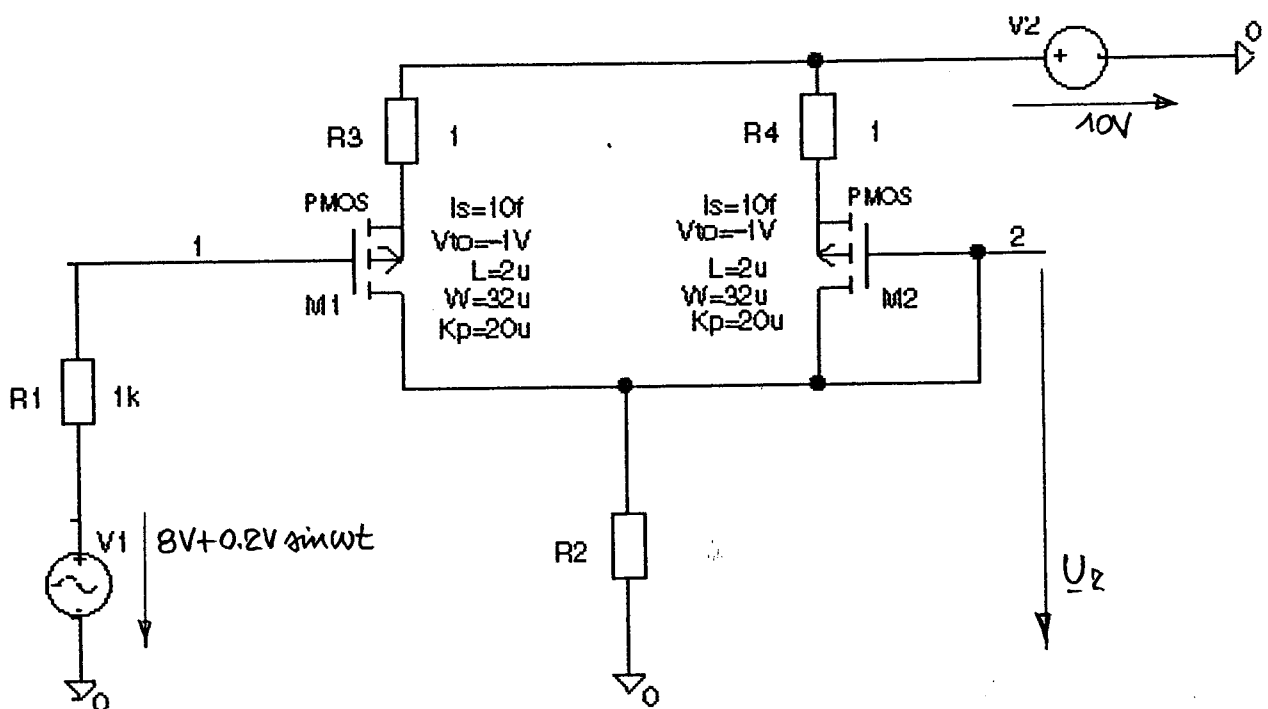 V2
0
10V
R3
1
R4
1
PMOS
Is=10f
Vto=-1V
L=2u
W=32u
Kp=20u
M1
PMOS
Is=10f
Vto=-1V
L=2u
W=32u
Kp=20u
M2
1
2
R1
1k
V1
8V+0.2V sinωt
R2
U2
0
0